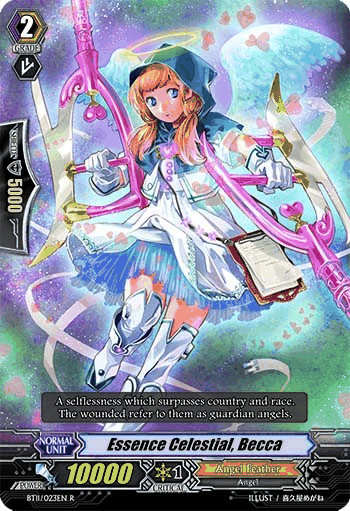 2
GRADE
5000
SHIELD
A selflessness which surpasses country and race.
The wounded refer to them as guardian angels.
NORMAL
UNIT
Essence Celestial, Becca
POWER
10000
1
CRITICAL
Angel Feather
Angel
BT11/023EN R
ILLUST / 喜久屋めがね